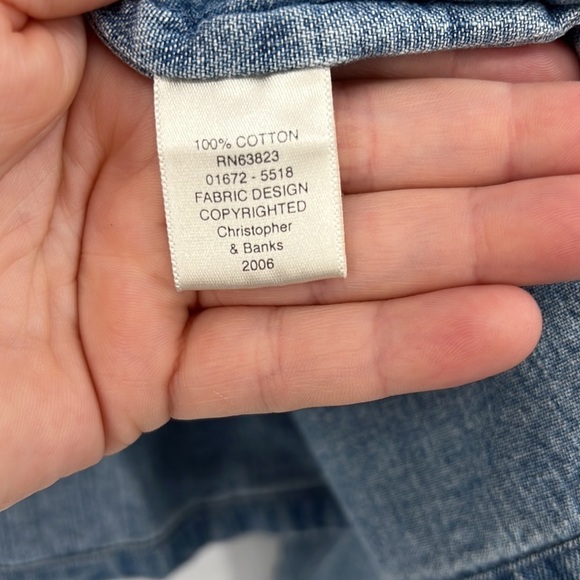 100% COTTON
RN63823
01672 - 5518
FABRIC DESIGN
COPYRIGHTED
Christopher
& Banks
2006